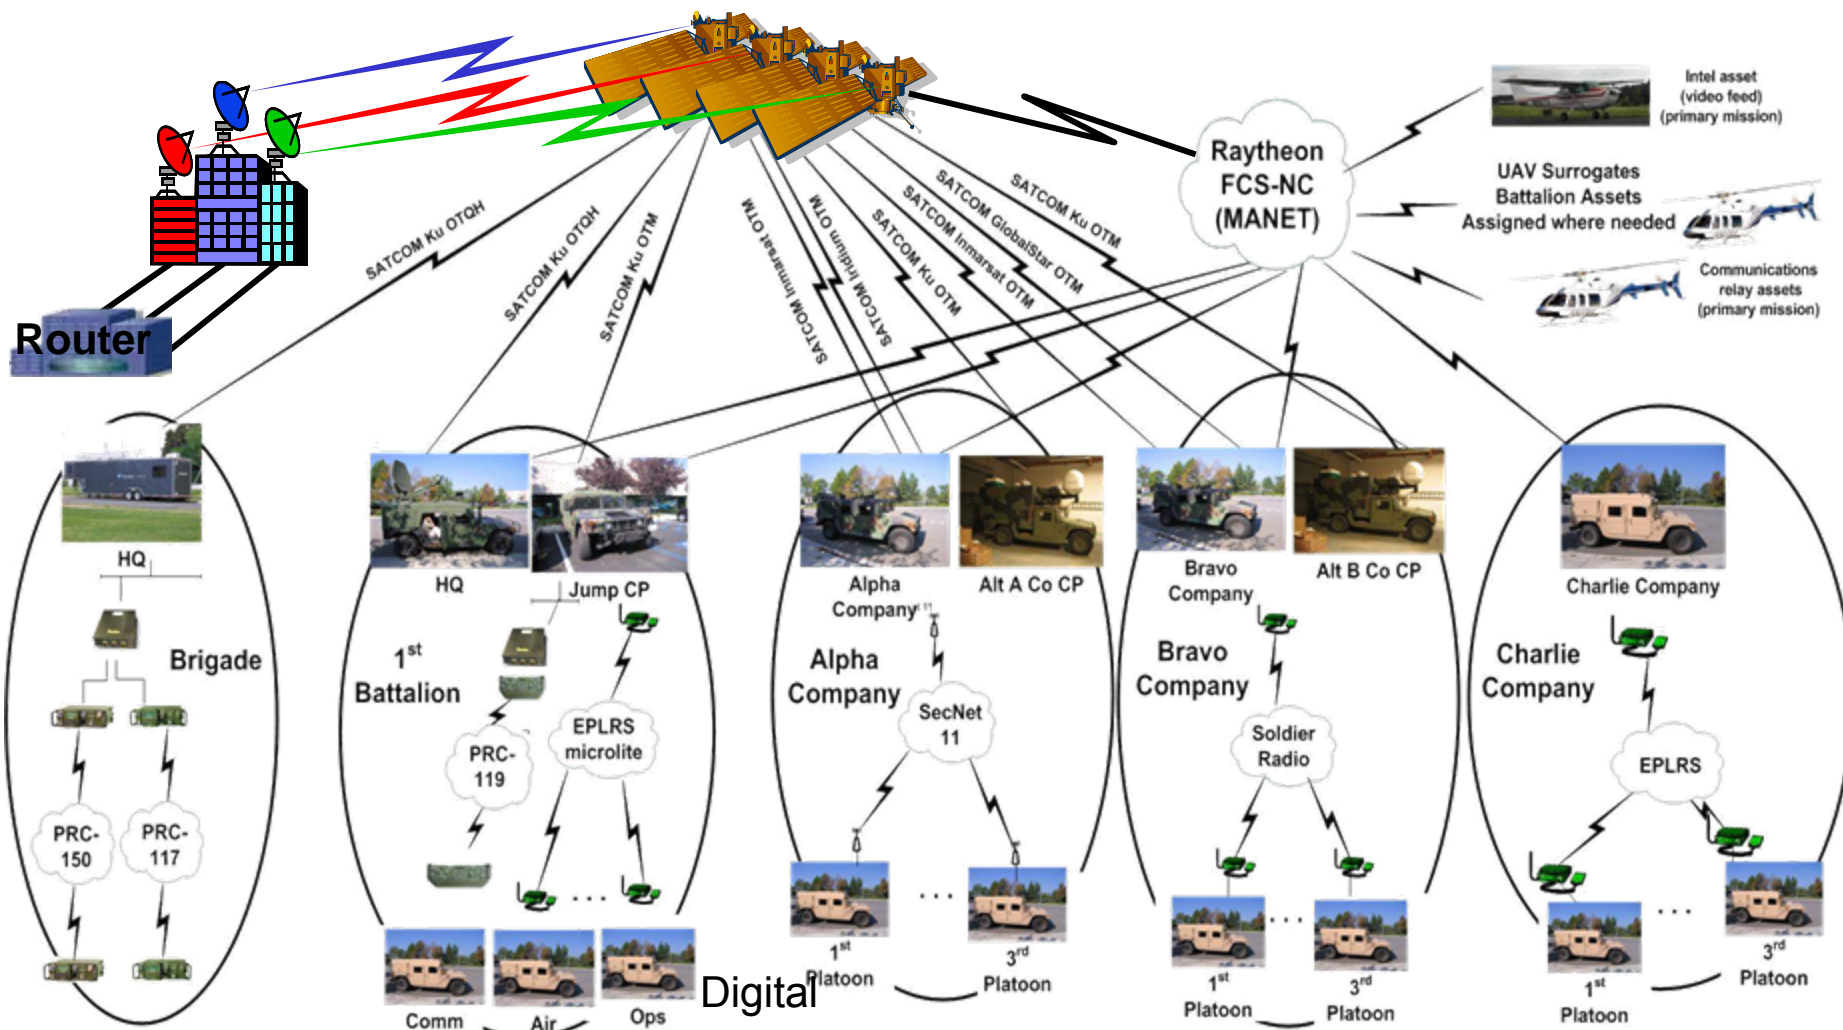 Intel asset
(video feed)
(primary mission)
Raytheon
FCS-NC
(MANET)
UAV Surrogates
Battalion Assets
Assigned where needed
Communications
relay assets
(primary mission)
Router
SATCOM Ku OTQH
SATCOM Ku OTQH
SATCOM Ku OTM
SATCOM Inmarsat OTM
SATCOM Iridium OTM
SATCOM Ku OTM
SATCOM Inmarsat OTM
SATCOM GlobalStar OTM
SATCOM Ku OTM
HQ
Brigade
PRC-
150
PRC-
117
HQ
Jump CP
1st
Battalion
PRC-
119
EPLRS
microlite
Comm
Air
Ops
Digital
Alpha
Company
Alt A Co CP
Alpha
Company
SecNet
11
1st
Platoon
3rd
Platoon
Bravo
Company
Alt B Co CP
Bravo
Company
Soldier
Radio
1st
Platoon
3rd
Platoon
Charlie Company
Charlie
Company
EPLRS
1st
Platoon
3rd
Platoon